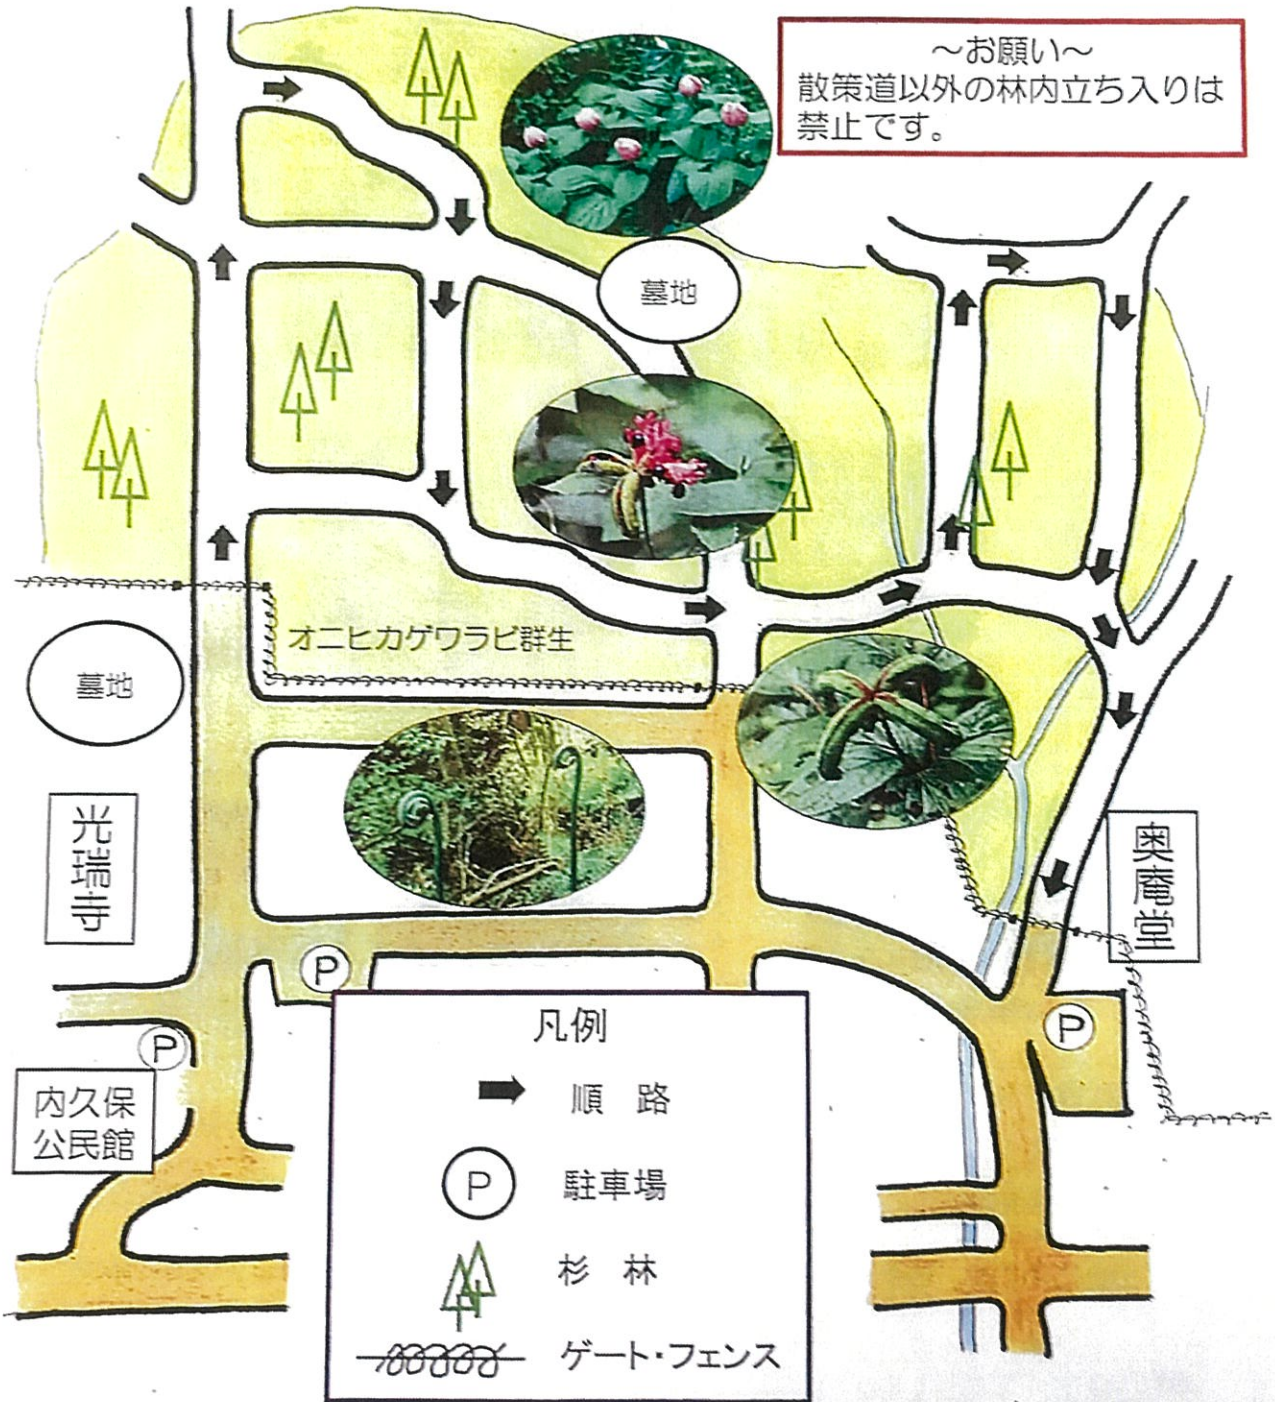 ～お願い～
散策道以外の林内立ち入りは
禁止です。
墓地
オニヒカゲワラビ群生
墓地
光瑞寺
奥庵堂
P
P
P
内久保
公民館
凡例
順　路
P
駐車場
杉　林
ゲート・フェンス